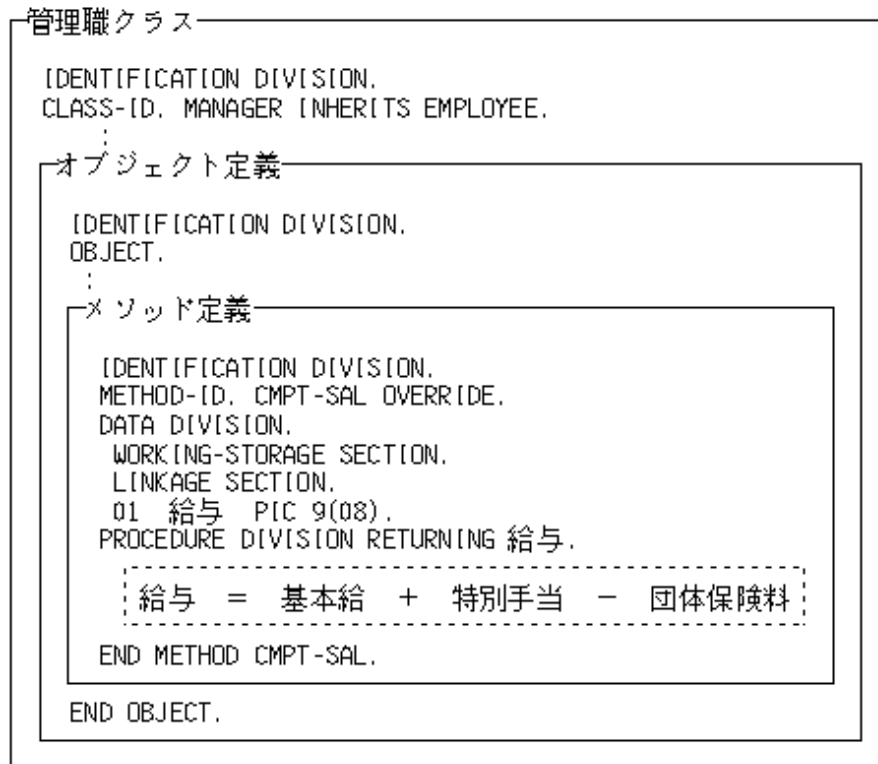 管理職クラス
IDENTIFICATION DIVISION.
CLASS-ID. MANAGER INHERITS EMPLOYEE.
:
オブジェクト定義
IDENTIFICATION DIVISION.
OBJECT.
:
メソッド定義
IDENTIFICATION DIVISION.
METHOD-ID. CMPT-SAL OVERRIDE.
DATA DIVISION.
WORKING-STORAGE SECTION.
LINKAGE SECTION.
01 給与 PIC 9(08).
PROCEDURE DIVISION RETURNING 給与.
給与 = 基本給 + 特別手当 − 団体保険料
END METHOD CMPT-SAL.
END OBJECT.